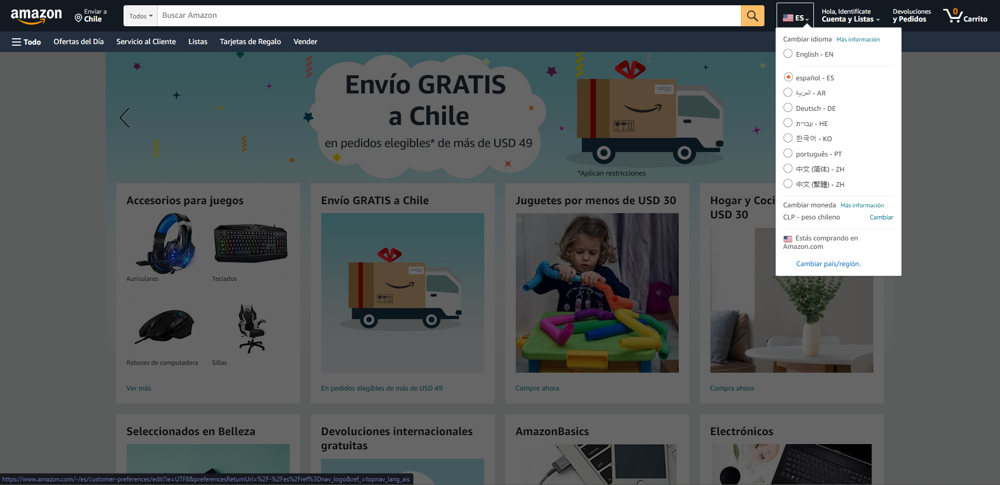 amazon
Enviar a
Chile
Todos
Buscar Amazon
ES
Hola, Identifícate
Cuenta y Listas
Devoluciones
y Pedidos
0
Carrito
Todo
Ofertas del Día
Servicio al Cliente
Listas
Tarjetas de Regalo
Vender
Cambiar idioma Más información
English - EN
español - ES
العربية - AR
Deutsch - DE
עברית - HE
한국어 - KO
português - PT
中文 (简体) - ZH
中文 (繁體) - ZH
Cambiar moneda Más información
CLP - peso chileno Cambiar
Estás comprando en
Amazon.com
Cambiar país/región.
Envío GRATIS
a Chile
en pedidos elegibles* de más de USD 49
*Aplican restricciones
Accesorios para juegos
Auriculares
Teclados
Ratones de computadora
Sillas
Ver más
Envío GRATIS a Chile
En pedidos elegibles de más de USD 49
Juguetes por menos de USD 30
you're dancing with
Compre ahora
Hogar y Coci
USD 30
Compra ahora
Seleccionados en Belleza
Devoluciones internacionales
gratuitas
AmazonBasics
Electrónicos
https://www.amazon.com/-/es/customer-preferences/edit?ie=UTF8&preferencesReturnUrl=%2F-%2Fes%2Fref%3Dnav_logo&ref_=topnav_lang_ais